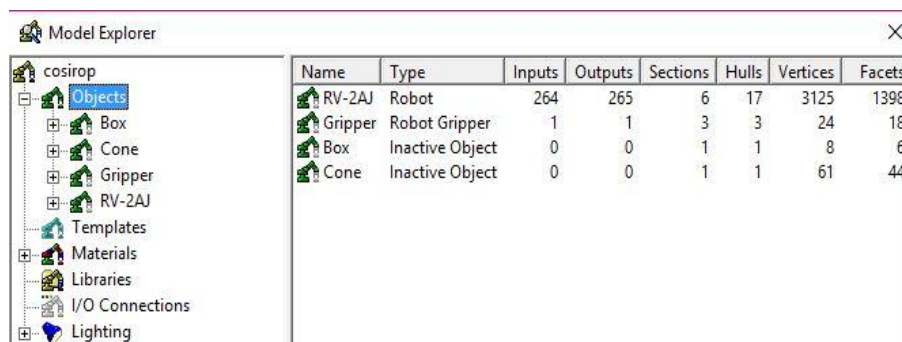 Model Explorer
cosirop
Objects
Box
Cone
Gripper
RV-2AJ
Templates
Materials
Libraries
I/O Connections
Lighting
Name Type Inputs Outputs Sections Hulls Vertices Facets
RV-2AJ Robot 264 265 6 17 3125 1398
Gripper Robot Gripper 1 1 3 3 24 18
Box Inactive Object 0 0 1 1 8 6
Cone Inactive Object 0 0 1 1 61 44